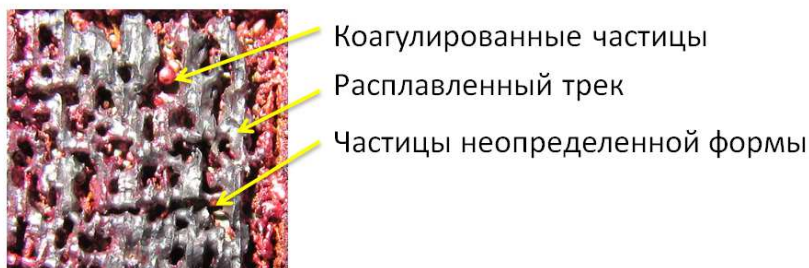 Коагулированные частицы
Расплавленный трек
Частицы неопределенной формы